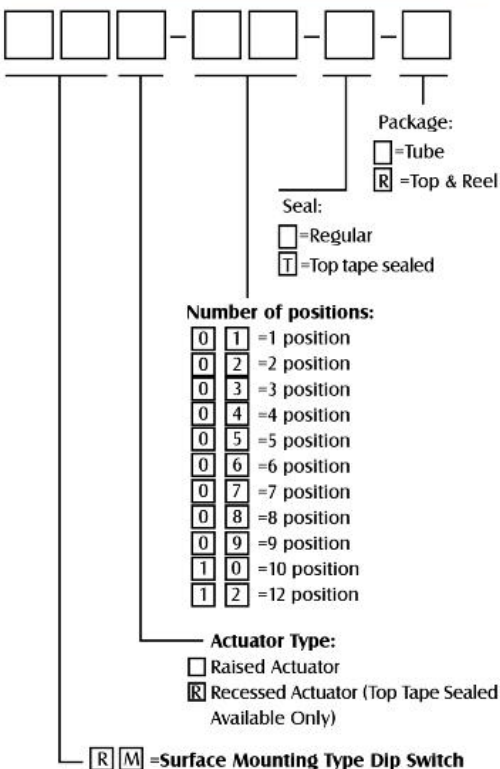 Package:
=Tube
R =Top & Reel
Seal:
=Regular
T =Top tape sealed
Number of positions:
0 1 =1 position
0 2 =2 position
0 3 =3 position
0 4 =4 position
0 5 =5 position
0 6 =6 position
0 7 =7 position
0 8 =8 position
0 9 =9 position
1 0 =10 position
1 2 =12 position
Actuator Type:
Raised Actuator
R Recessed Actuator (Top Tape Sealed
Available Only)
R M =Surface Mounting Type Dip Switch